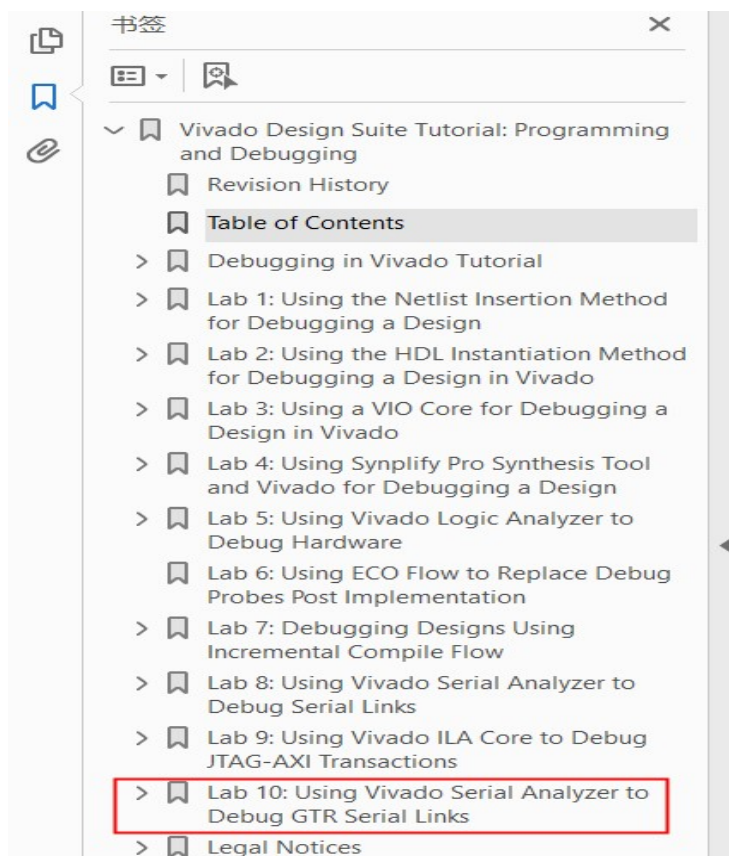 书签
Vivado Design Suite Tutorial: Programming
and Debugging
Revision History
Table of Contents
Debugging in Vivado Tutorial
Lab 1: Using the Netlist Insertion Method
for Debugging a Design
Lab 2: Using the HDL Instantiation Method
for Debugging a Design in Vivado
Lab 3: Using a VIO Core for Debugging a
Design in Vivado
Lab 4: Using Synplify Pro Synthesis Tool
and Vivado for Debugging a Design
Lab 5: Using Vivado Logic Analyzer to
Debug Hardware
Lab 6: Using ECO Flow to Replace Debug
Probes Post Implementation
Lab 7: Debugging Designs Using
Incremental Compile Flow
Lab 8: Using Vivado Serial Analyzer to
Debug Serial Links
Lab 9: Using Vivado ILA Core to Debug
JTAG-AXI Transactions
Lab 10: Using Vivado Serial Analyzer to
Debug GTR Serial Links
Legal Notices